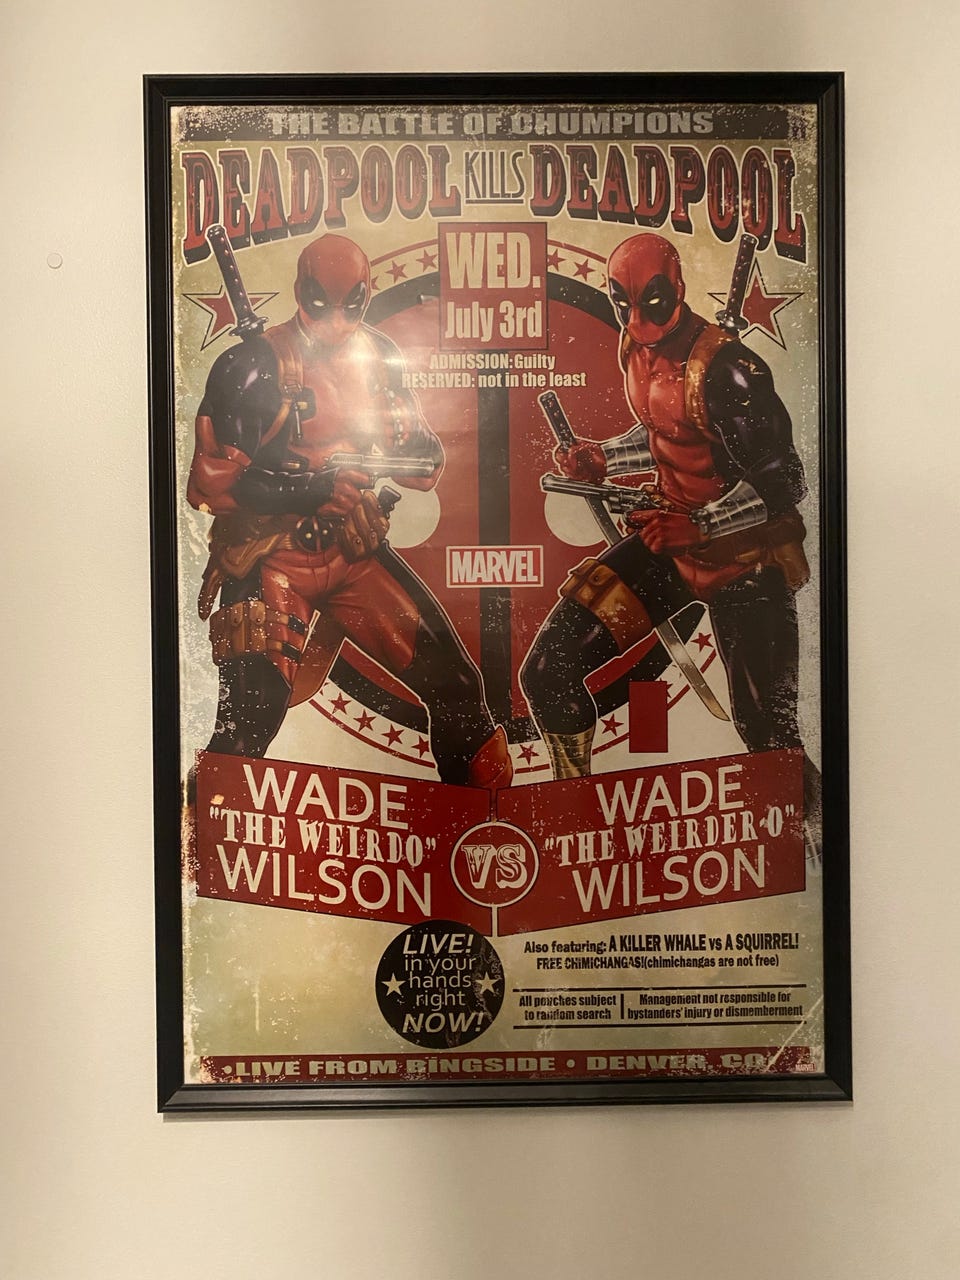 THE BATTLE OF CHUMPIONS
DEADPOOL KILLS DEADPOOL
WED.
July 3rd
ADMISSION: Guilty
RESERVED: not in the least
MARVEL
WADE
"THE WEIRDO"
WILSON
VS
WADE
"THE WEIRDER-O"
WILSON
LIVE!
in your
hands
right
NOW!
Also featuring: A KILLER WHALE vs A SQUIRREL!
FREE CHIMICHANGAS!(chimichangas are not free)
All pouches subject
to random search
Management not responsible for
bystanders' injury or dismemberment
•LIVE FROM RINGSIDE • DENVER, CO•
MARVEL